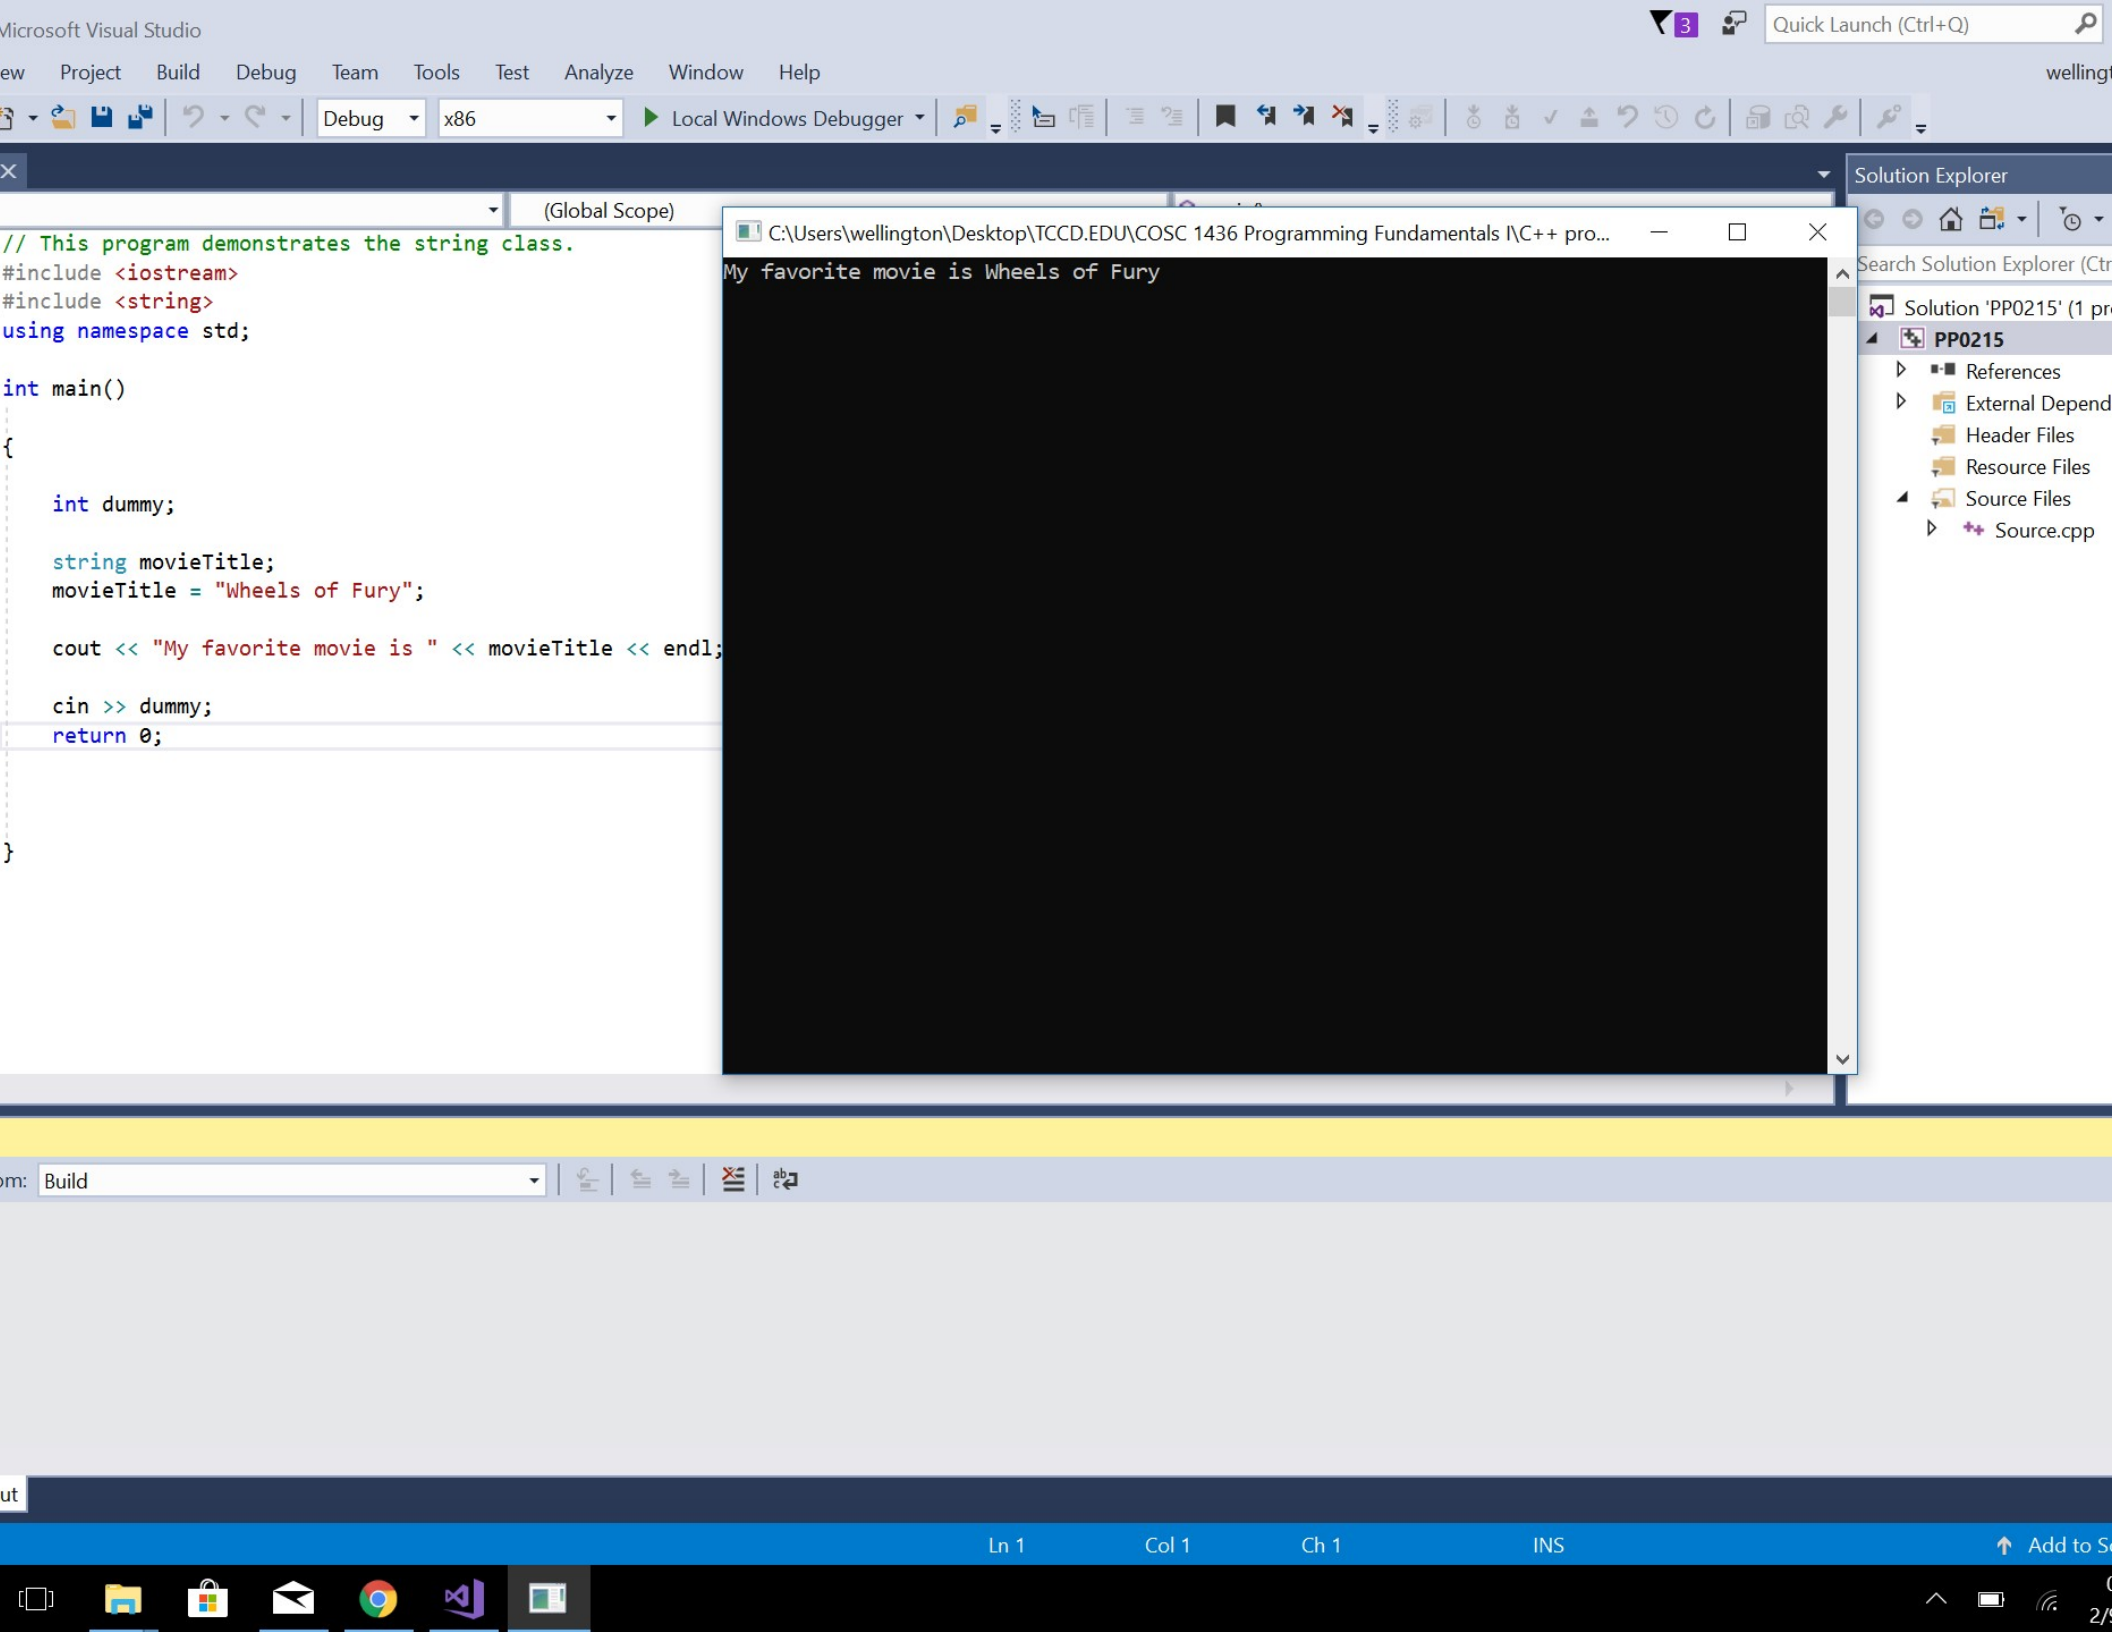 Microsoft Visual Studio
3
Quick Launch (Ctrl+Q)
ew Project Build Debug Team Tools Test Analyze Window Help
wellingt
Debug x86 Local Windows Debugger
Solution Explorer
(Global Scope)
C:\Users\wellington\Desktop\TCCD.EDU\COSC 1436 Programming Fundamentals I\C++ pro...
My favorite movie is Wheels of Fury
// This program demonstrates the string class.
#include <iostream>
#include <string>
using namespace std;
int main()
{
int dummy;
string movieTitle;
movieTitle = "Wheels of Fury";
cout << "My favorite movie is " << movieTitle << endl;
cin >> dummy;
return 0;
}
Search Solution Explorer (Ctr
Solution 'PP0215' (1 pr
PP0215
References
External Depend
Header Files
Resource Files
Source Files
Source.cpp
om: Build
ut
Ln 1 Col 1 Ch 1 INS
Add to S
2/